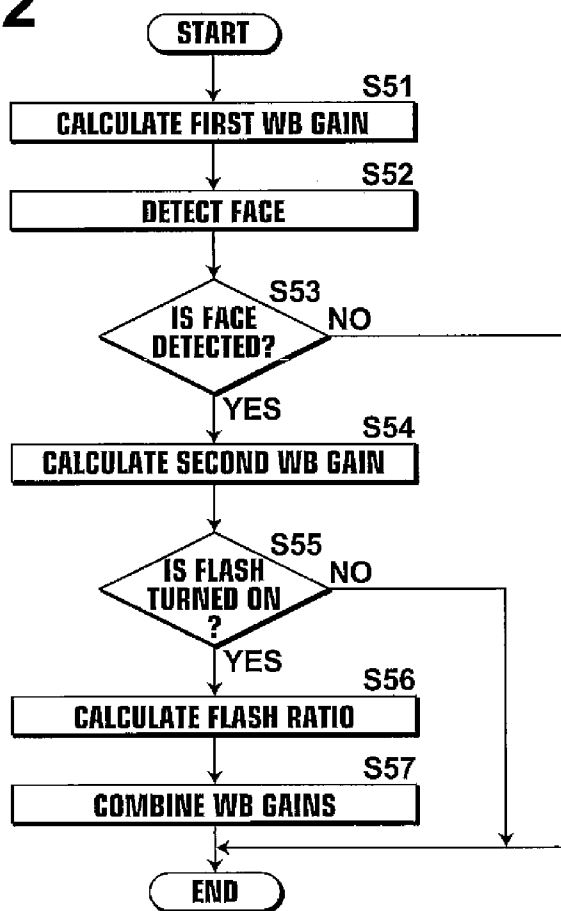 2
START
S51
CALCULATE FIRST WB GAIN
S52
DETECT FACE
S53
IS FACE
DETECTED?
NO
YES
S54
CALCULATE SECOND WB GAIN
S55
IS FLASH
TURNED ON
?
NO
YES
S56
CALCULATE FLASH RATIO
S57
COMBINE WB GAINS
END